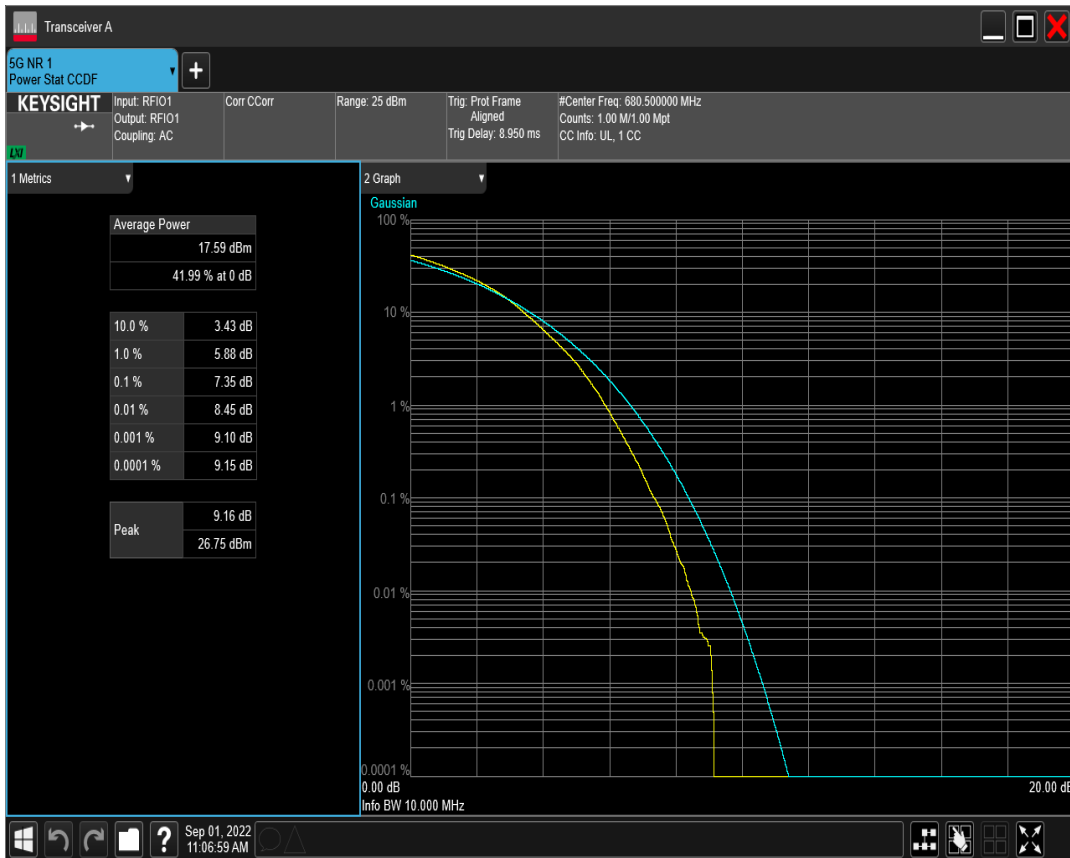 Transceiver A
5G NR 1
Power Stat CCDF
+
KEYSIGHT
LXI
Input: RFIO1
Output: RFIO1
Coupling: AC
Corr CCorr
Range: 25 dBm
Trig: Prot Frame
Aligned
Trig Delay: 8.950 ms
#Center Freq: 680.500000 MHz
Counts: 1.00 M/1.00 Mpt
CC Info: UL, 1 CC
1 Metrics
Average Power
17.59 dBm
41.99 % at 0 dB
10.0 % 3.43 dB
1.0 % 5.88 dB
0.1 % 7.35 dB
0.01 % 8.45 dB
0.001 % 9.10 dB
0.0001 % 9.15 dB
Peak 9.16 dB
26.75 dBm
2 Graph
Gaussian
100 %
10 %
1 %
0.1 %
0.01 %
0.001 %
0.0001 %
0.00 dB 20.00 dB
Info BW 10.000 MHz
?
Sep 01, 2022
11:06:59 AM